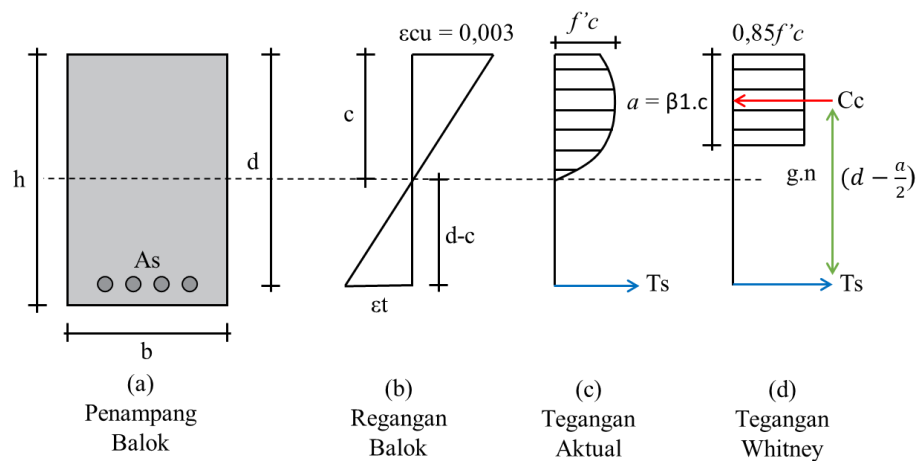 εcu = 0,003
f'c
0,85f'c
h
d
c
a = β1.c
Cc
g.n
(d − a/2)
d-c
As
εt
Ts
Ts
b
(a)
Penampang
Balok
(b)
Regangan
Balok
(c)
Tegangan
Aktual
(d)
Tegangan
Whitney